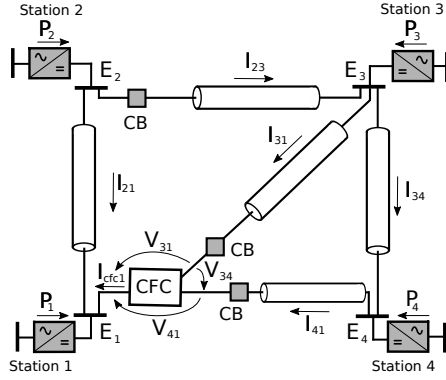 Station 2
Station 3
P2
P3
~
=
~
=
E2
I23
E3
CB
I31
I21
I34
V31
CB
Icfc1
V34
CFC
P1
CB
P4
V41
I41
E1
E4
~
=
~
=
Station 1
Station 4